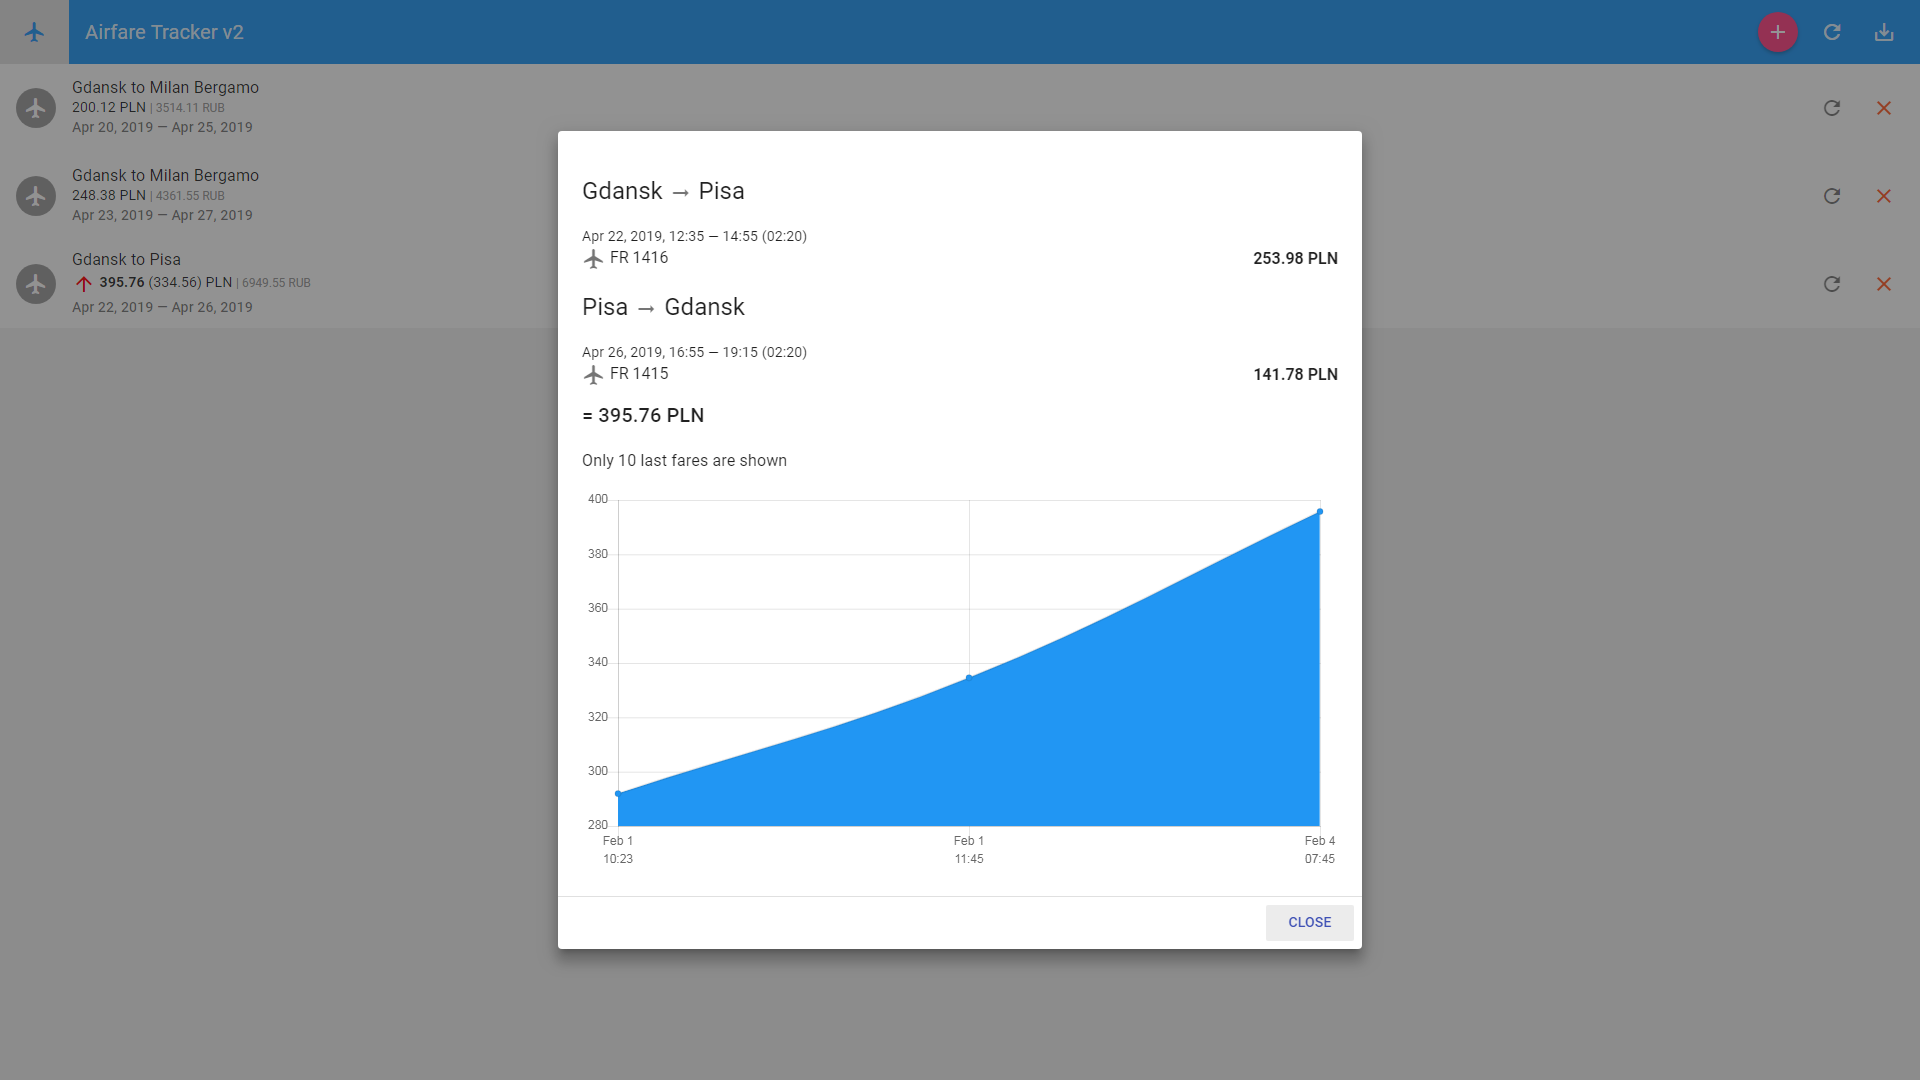 Airfare Tracker v2
Gdansk to Milan Bergamo
200.12 PLN | 3514.11 RUB
Apr 20, 2019 — Apr 25, 2019
Gdansk to Milan Bergamo
248.38 PLN | 4361.55 RUB
Apr 23, 2019 — Apr 27, 2019
Gdansk to Pisa
395.76 (334.56) PLN | 6949.55 RUB
Apr 22, 2019 — Apr 26, 2019
Gdansk → Pisa
Apr 22, 2019, 12:35 — 14:55 (02:20)
FR 1416 253.98 PLN
Pisa → Gdansk
Apr 26, 2019, 16:55 — 19:15 (02:20)
FR 1415 141.78 PLN
= 395.76 PLN
Only 10 last fares are shown
400
380
360
340
320
300
280
Feb 1 Feb 1 Feb 4
10:23 11:45 07:45
CLOSE